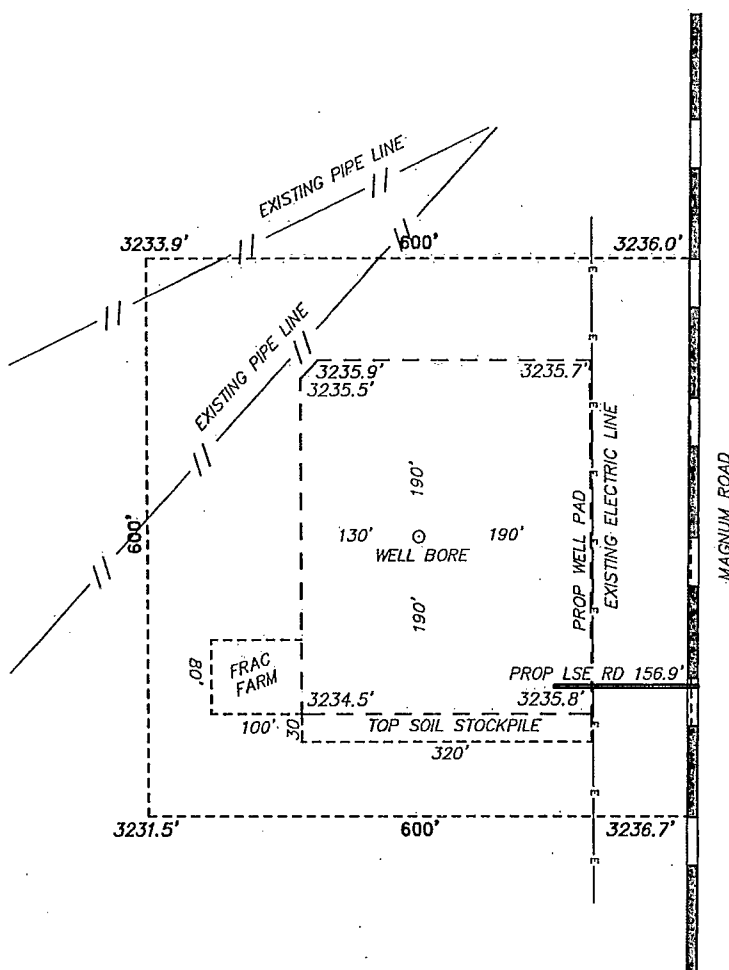 EXISTING PIPE LINE
3233.9'
600'
3236.0'
EXISTING PIPE LINE
3235.9'
3235.7'
3235.5'
E
E
E
E
E
E
E
E
E
EXISTING ELECTRIC LINE
PROP WELL PAD
MAGNUM ROAD
190'
600'
130'
190'
WELL BORE
190'
FRAC
FARM
80'
PROP LSE RD 156.9'
3234.5'
3235.8'
100'
30
TOP SOIL STOCKPILE
320'
3231.5'
600'
3236.7'